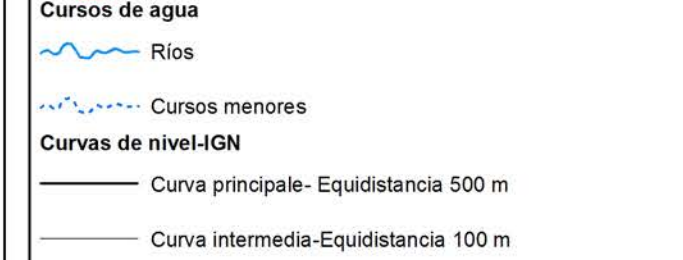 Cursos de agua
Ríos
Cursos menores
Curvas de nivel-IGN
Curva principale- Equidistancia 500 m
Curva intermedia-Equidistancia 100 m